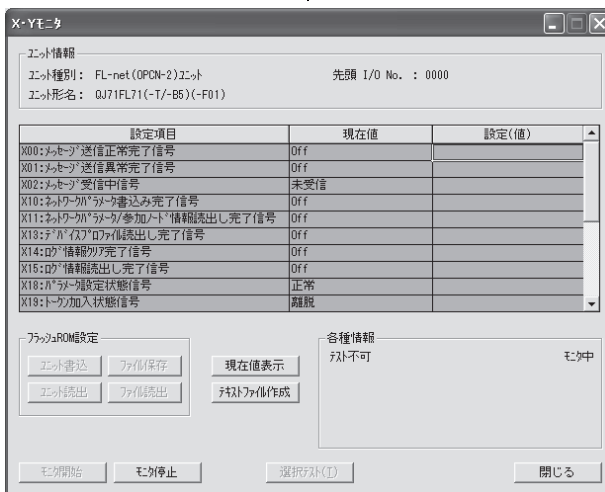 X・Yモニタ
ユニット情報
ユニット種別： FL-net(OPCN-2)ユニット 先頭 I/O No. ： 0000
ユニット形名： QJ71FL71(-T/-B5)(-F01)
設定項目 現在値 設定(値)
X00:メッセージ送信正常完了信号 Off
X01:メッセージ送信異常完了信号 Off
X02:メッセージ受信中信号 未受信
X10:ネットワークパラメータ書込み完了信号 Off
X11:ネットワークパラメータ/参加ノード情報読出し完了信号 Off
X13:デバイスプロファイル読出し完了信号 Off
X14:ログ情報クリア完了信号 Off
X15:ログ情報読出し完了信号 Off
X18:パラメータ設定状態信号 正常
X19:トークン加入状態信号 離脱
フラッシュROM設定
ユニット書込 ファイル保存 現在値表示
ユニット読出 ファイル読出 テキストファイル作成
各種情報
テスト不可 モニタ中
モニタ開始 モニタ停止 選択テスト(T) 閉じる